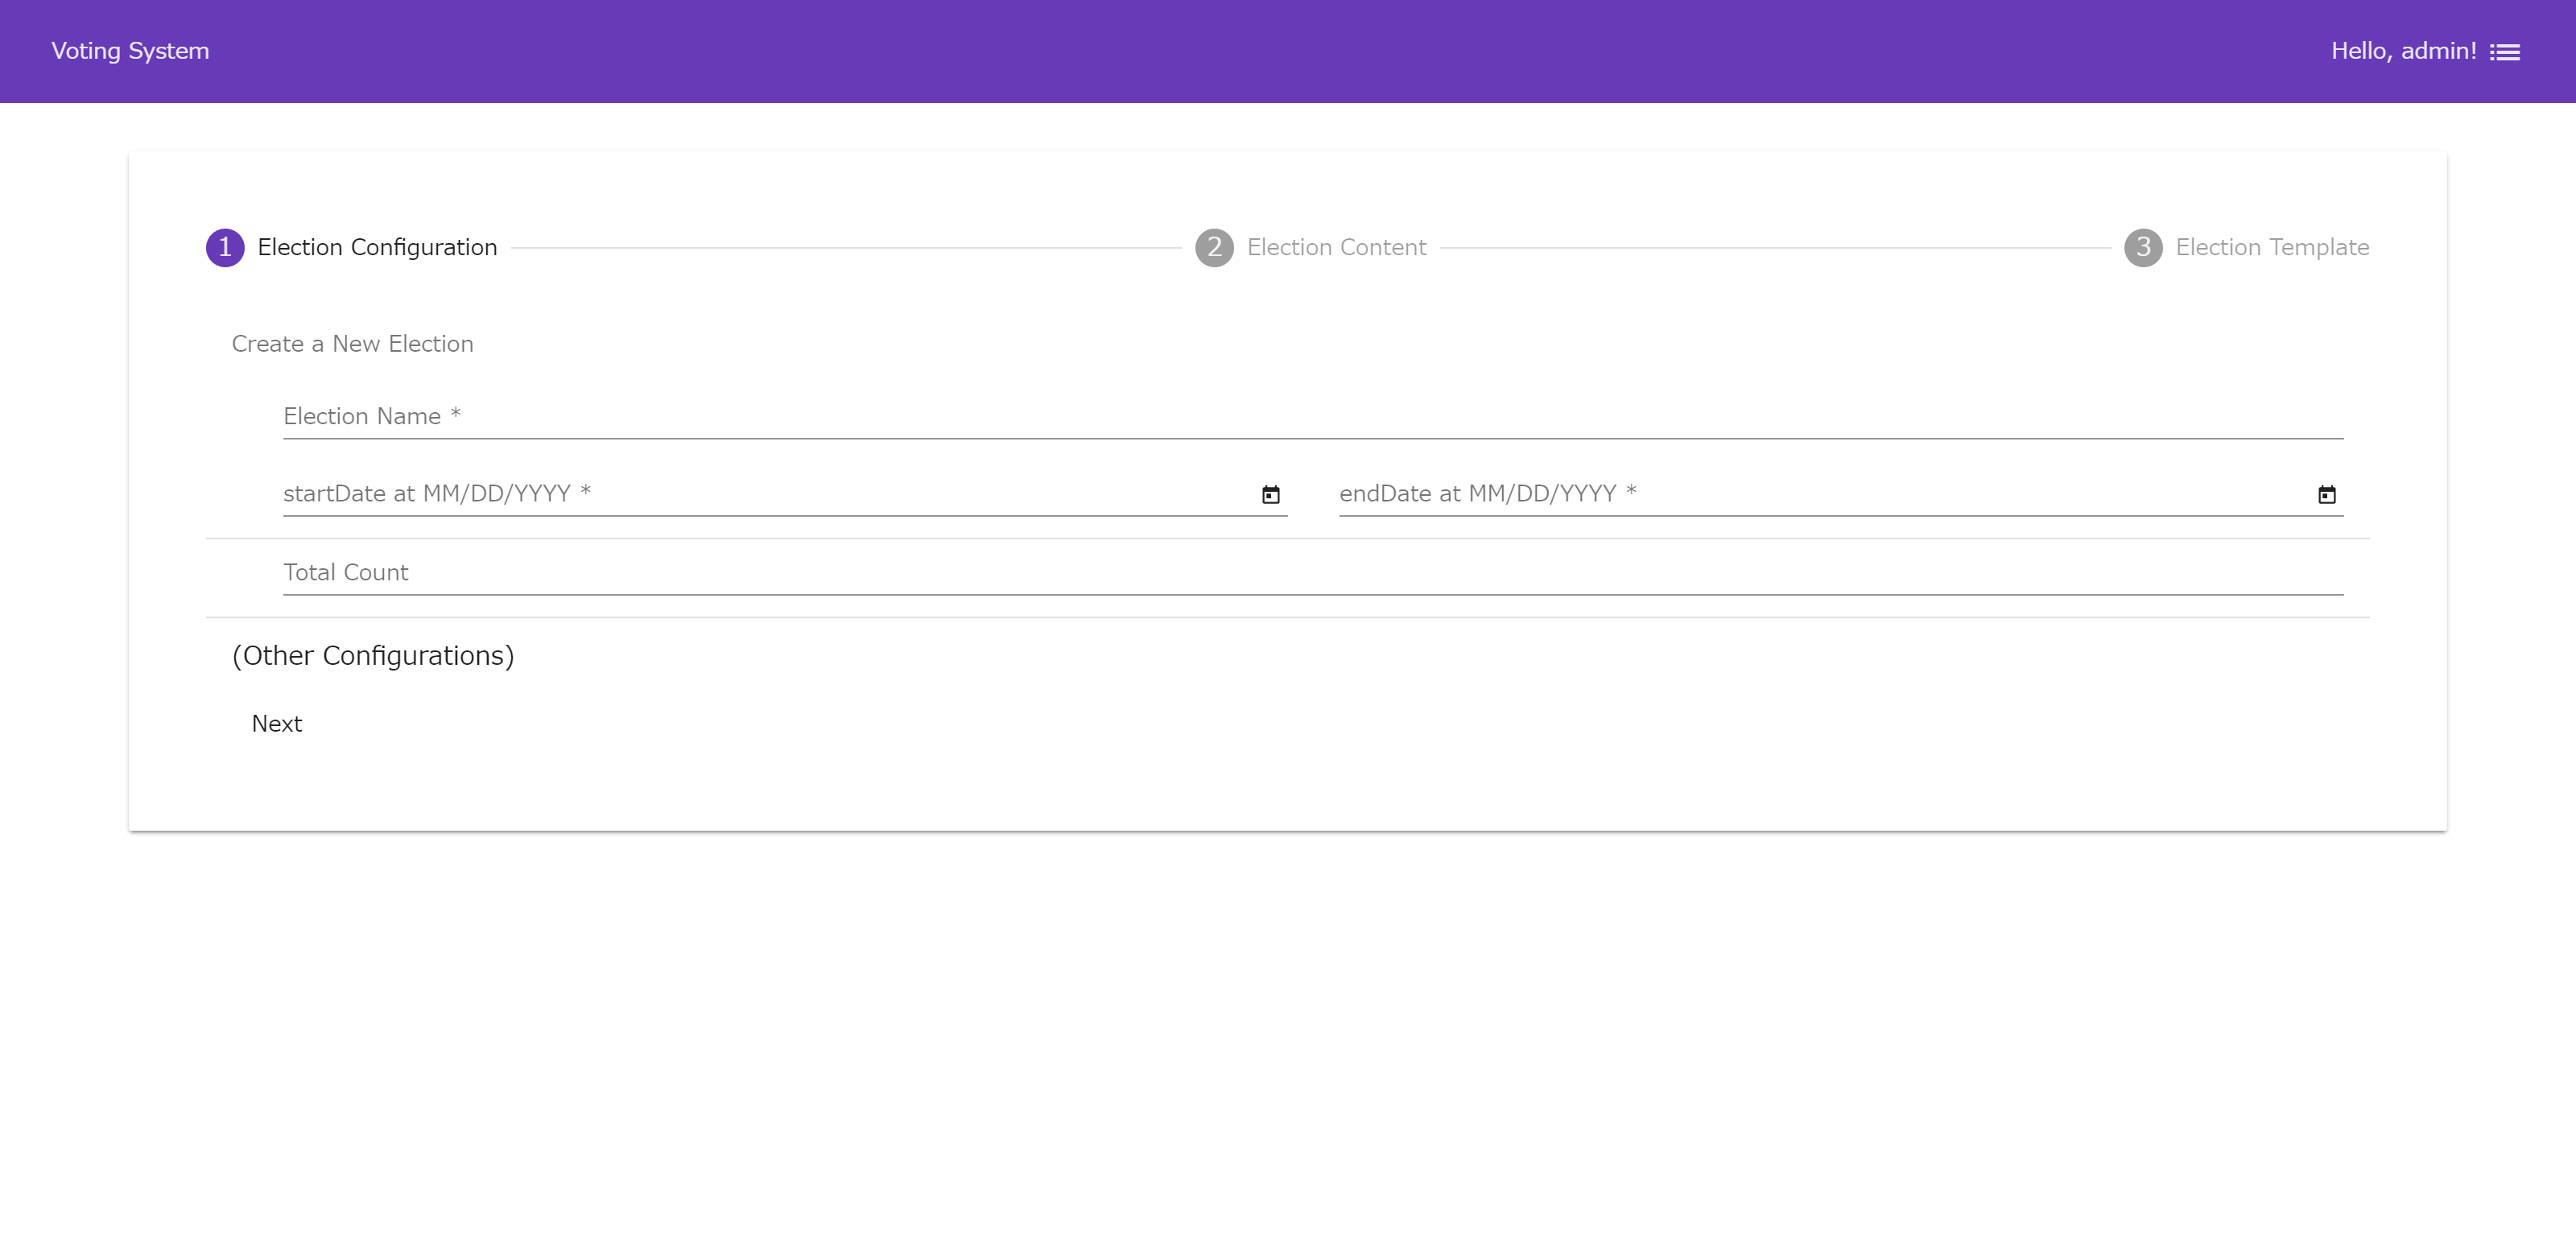 Voting System
Hello, admin!
1 Election Configuration
2 Election Content
3 Election Template
Create a New Election
Election Name *
startDate at MM/DD/YYYY *
endDate at MM/DD/YYYY *
Total Count
(Other Configurations)
Next